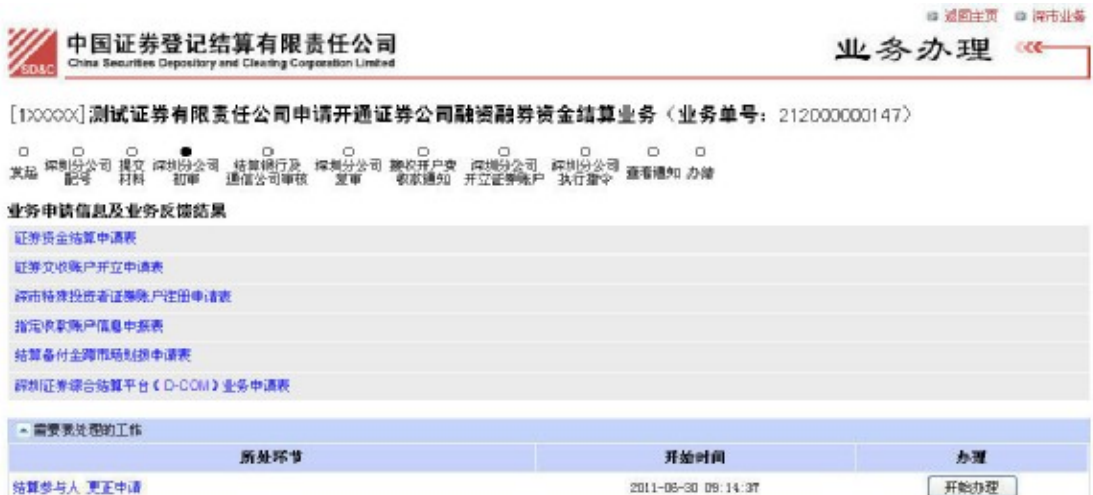 返回主页 深市业务
中国证券登记结算有限责任公司
China Securities Depository and Clearing Corporation Limited
SD&C
业务办理
[1XXXXX]测试证券有限责任公司申请开通证券公司融资融券资金结算业务（业务单号：212000000147）
发起 深圳分公司配号 提交材料 深圳分公司初审 结算银行及通信公司审核 深圳分公司复审 接收开户变收款通知 深圳分公司开立证券账户 深圳分公司执行指令 查看通知 办结
业务申请信息及业务反馈结果
证券资金结算申请表
证券交收账户开立申请表
深市特殊投资者证券账户注册申请表
指定收款账户信息申报表
结算备付金跨市场划拨申请表
深圳证券综合结算平台（D-COM）业务申请表
需要我处理的工作
所处环节 开始时间 办理
结算参与人 更正申请 2011-06-30 09:14:37 开始办理